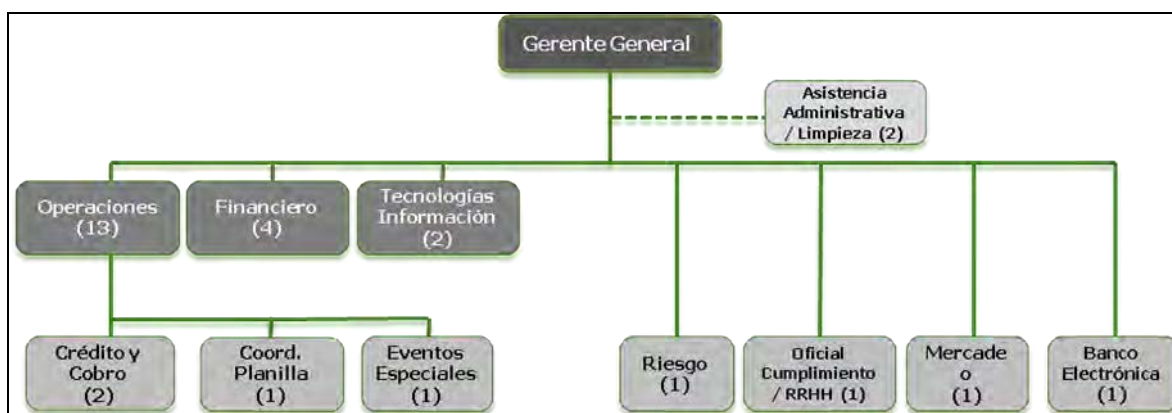 Gerente General
Asistencia
Administrativa
/ Limpieza (2)
Operaciones
(13)
Financiero
(4)
Tecnologías
Información
(2)
Crédito y
Cobro
(2)
Coord.
Planilla
(1)
Eventos
Especiales
(1)
Riesgo
(1)
Oficial
Cumplimiento
/ RRHH (1)
Mercade
o
(1)
Banco
Electrónica
(1)